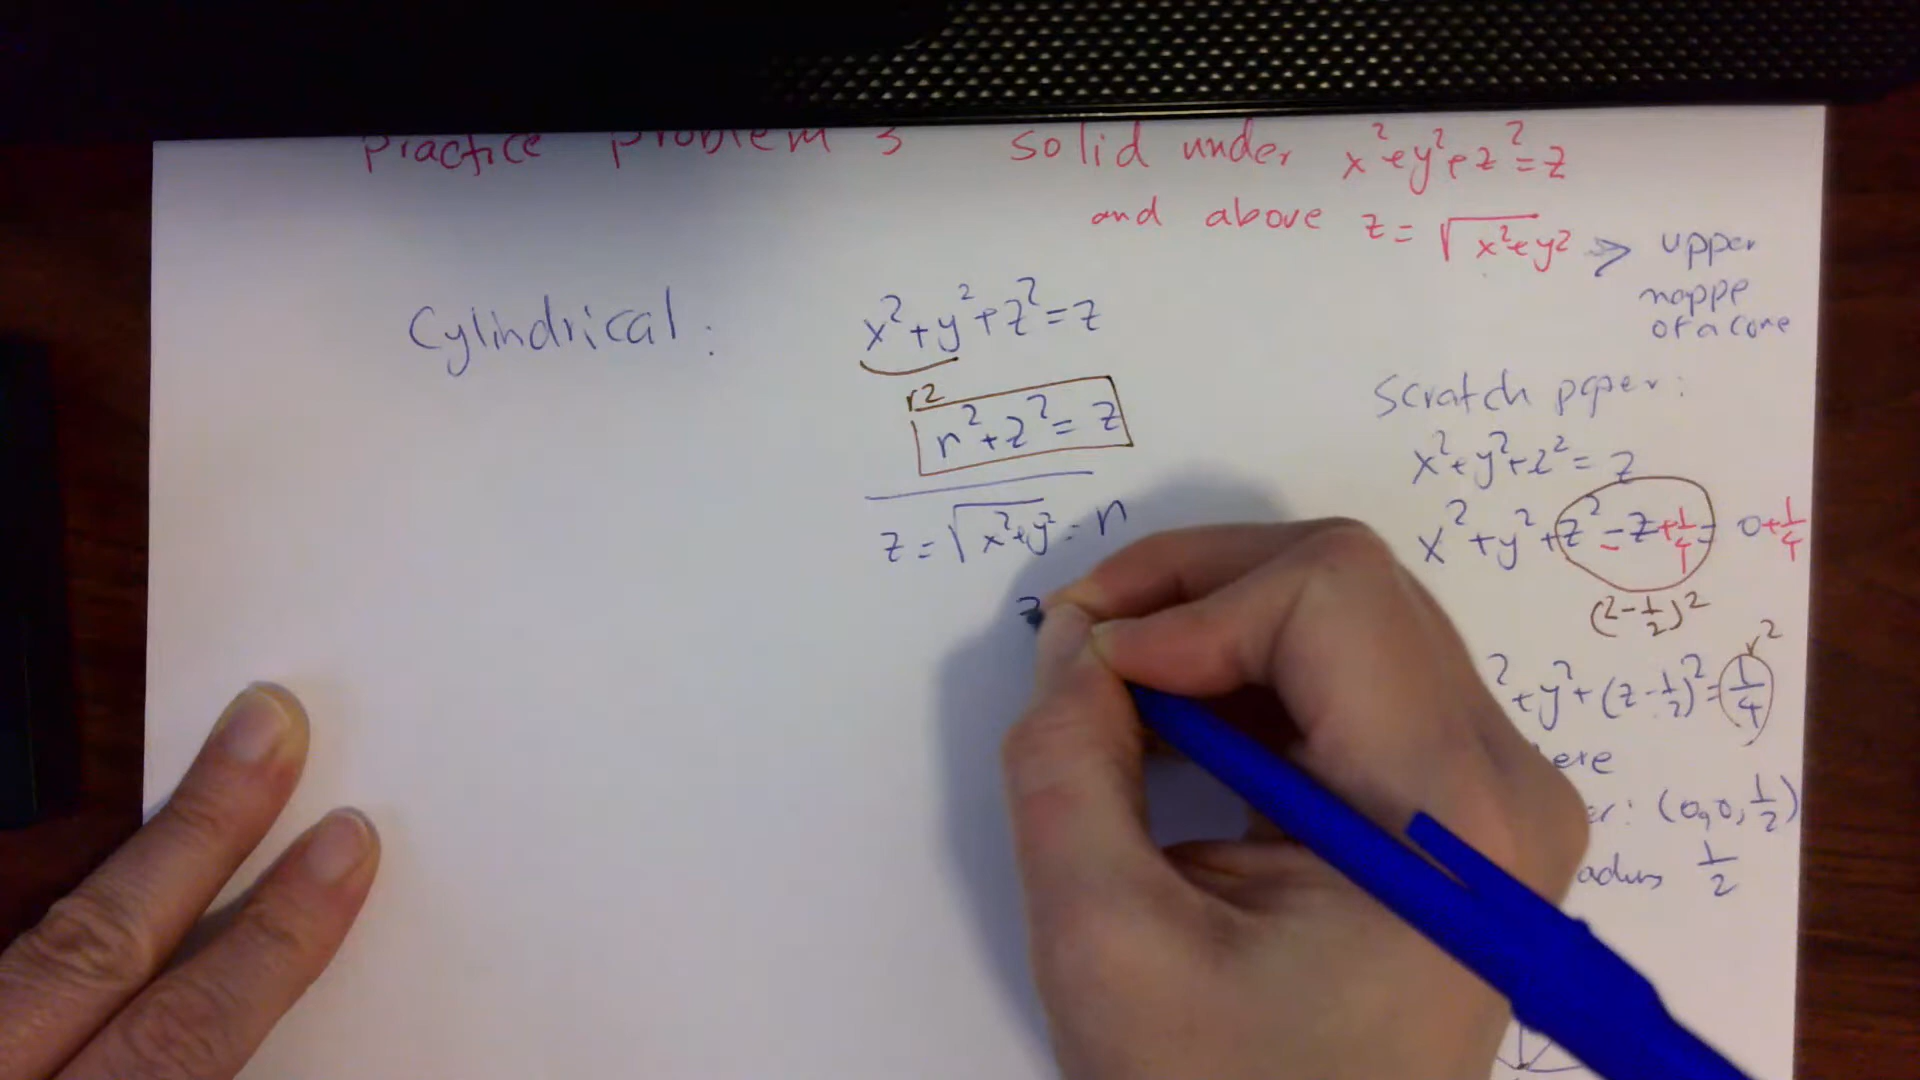 Practice problem 3 solid under x²+y²+z²=z
and above z=√x²+y² → upper
nappe
of a cone
Cylindrical: x²+y²+z²=z
r²
r²+z²=z
z=√x²+y²=r
z
Scratch paper:
x²+y²+z²=z
x²+y²+z²-z+1/4=0+1/4
(z-1/2)²
r²
²+y²+(z-1/2)²=1/4
ere
er: (0,0,1/2)
adius 1/2